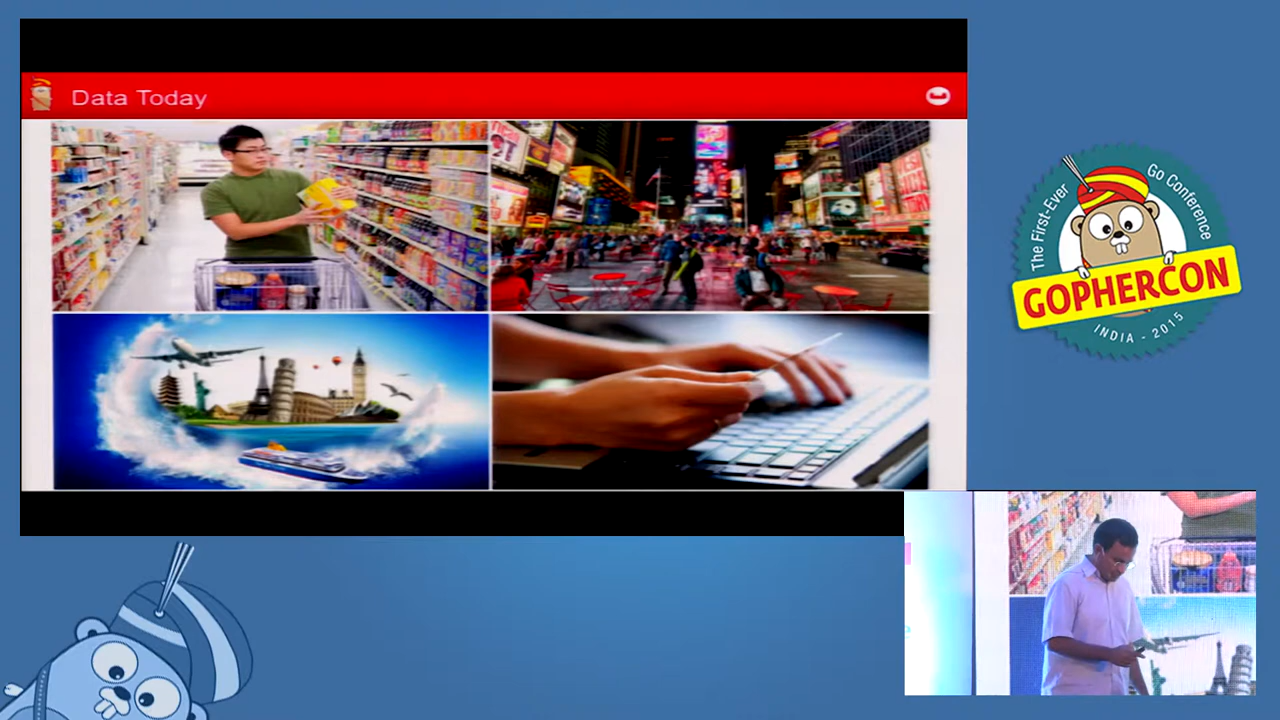 Data Today
The First-Ever
Go Conference
GOPHERCON
INDIA - 2015